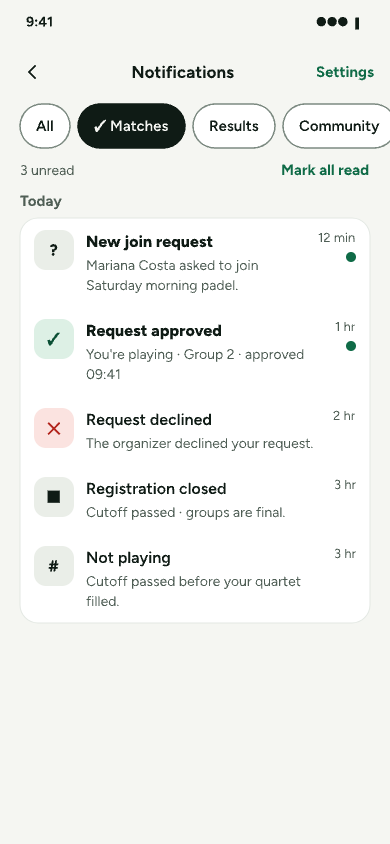 9:41
Notifications
Settings
All
✓ Matches
Results
Community
3 unread
Mark all read
Today
?
New join request
12 min
Mariana Costa asked to join
Saturday morning padel.
✓
Request approved
1 hr
You're playing · Group 2 · approved
09:41
✕
Request declined
2 hr
The organizer declined your request.
■
Registration closed
3 hr
Cutoff passed · groups are final.
#
Not playing
3 hr
Cutoff passed before your quartet
filled.